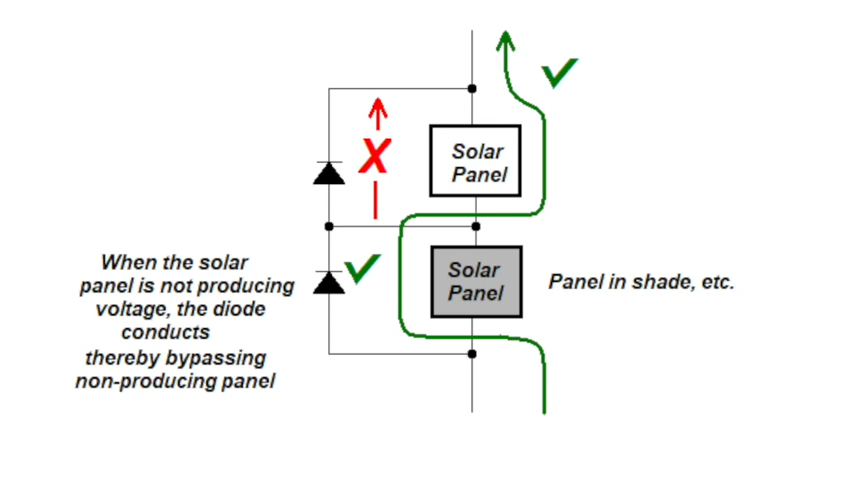 Solar
Panel
X
When the solar
panel is not producing
voltage, the diode
conducts
thereby bypassing
non-producing panel
Solar
Panel
Panel in shade, etc.